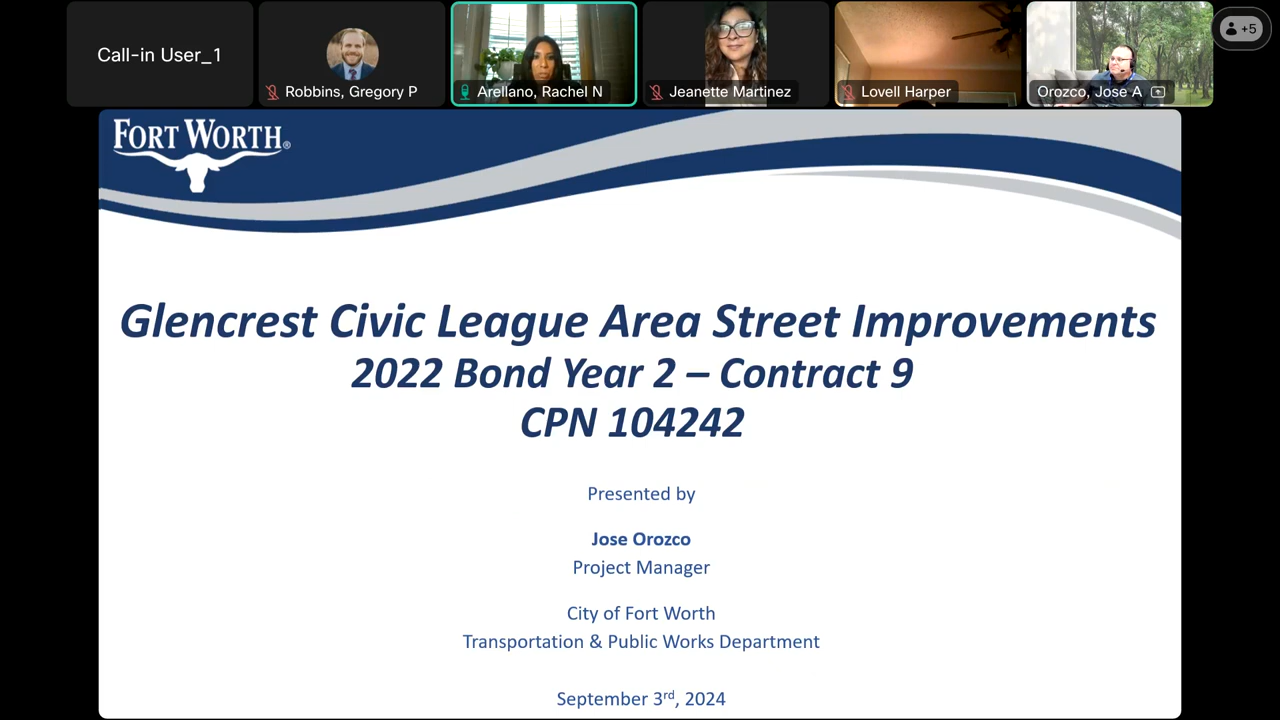 Call-in User_1
Robbins, Gregory P
Arellano, Rachel N
Jeanette Martinez
Lovell Harper
Orozco, Jose A
+5
FORT WORTH®
Glencrest Civic League Area Street Improvements
2022 Bond Year 2 – Contract 9
CPN 104242
Presented by
Jose Orozco
Project Manager
City of Fort Worth
Transportation & Public Works Department
September 3rd, 2024